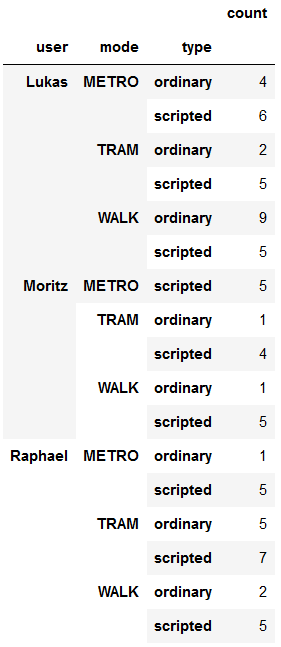 count
user mode type
Lukas METRO ordinary 4
scripted 6
TRAM ordinary 2
scripted 5
WALK ordinary 9
scripted 5
Moritz METRO scripted 5
TRAM ordinary 1
scripted 4
WALK ordinary 1
scripted 5
Raphael METRO ordinary 1
scripted 5
TRAM ordinary 5
scripted 7
WALK ordinary 2
scripted 5